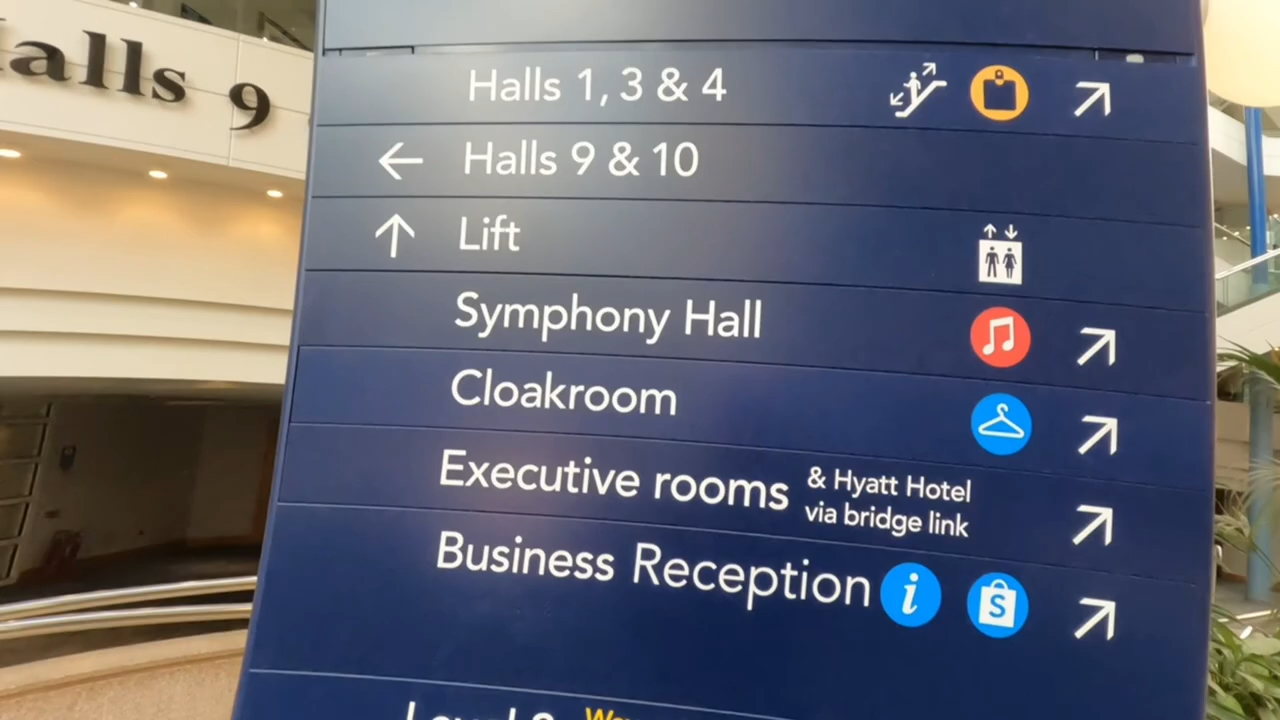 alls 9
Halls 1, 3 & 4
Halls 9 & 10
Lift
Symphony Hall
Cloakroom
Executive rooms & Hyatt Hotel
via bridge link
Business Reception i S